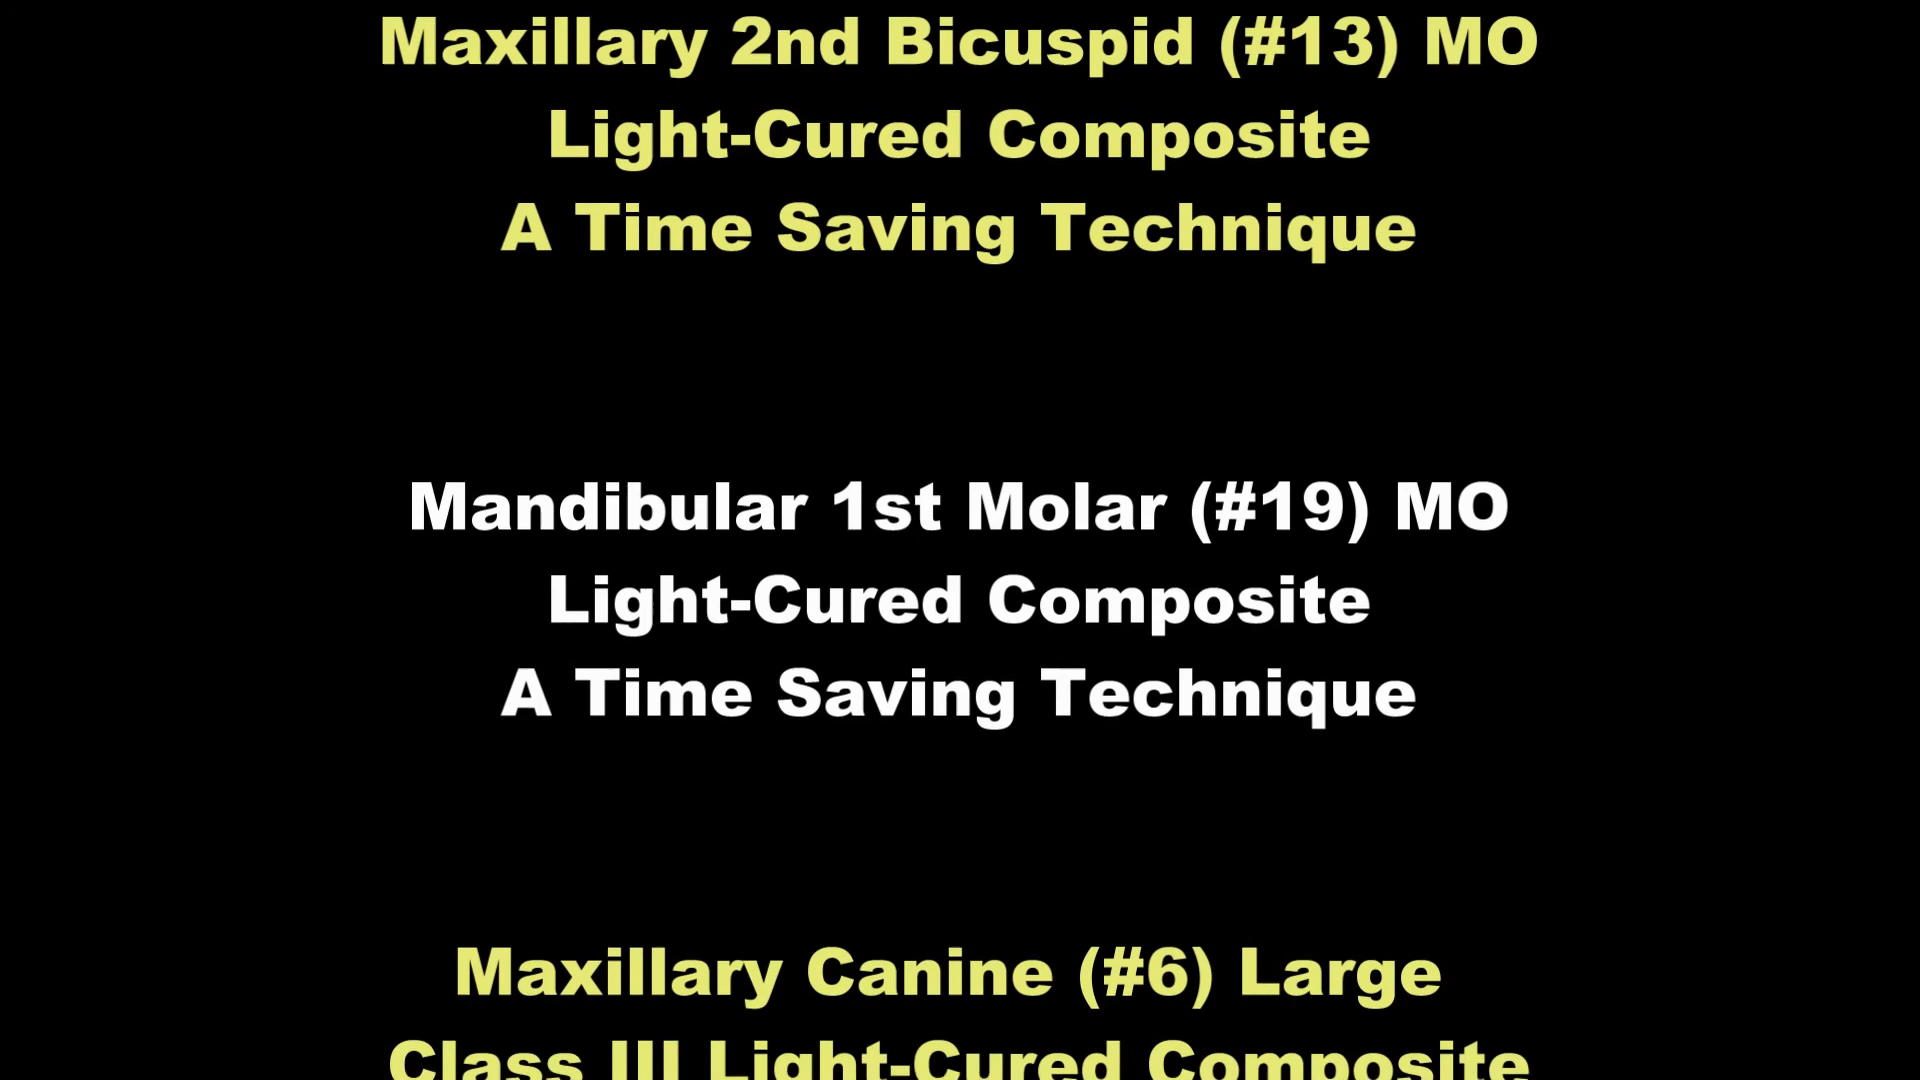 Maxillary 2nd Bicuspid (#13) MO
Light-Cured Composite
A Time Saving Technique
Mandibular 1st Molar (#19) MO
Light-Cured Composite
A Time Saving Technique
Maxillary Canine (#6) Large
Class III Light-Cured Composite